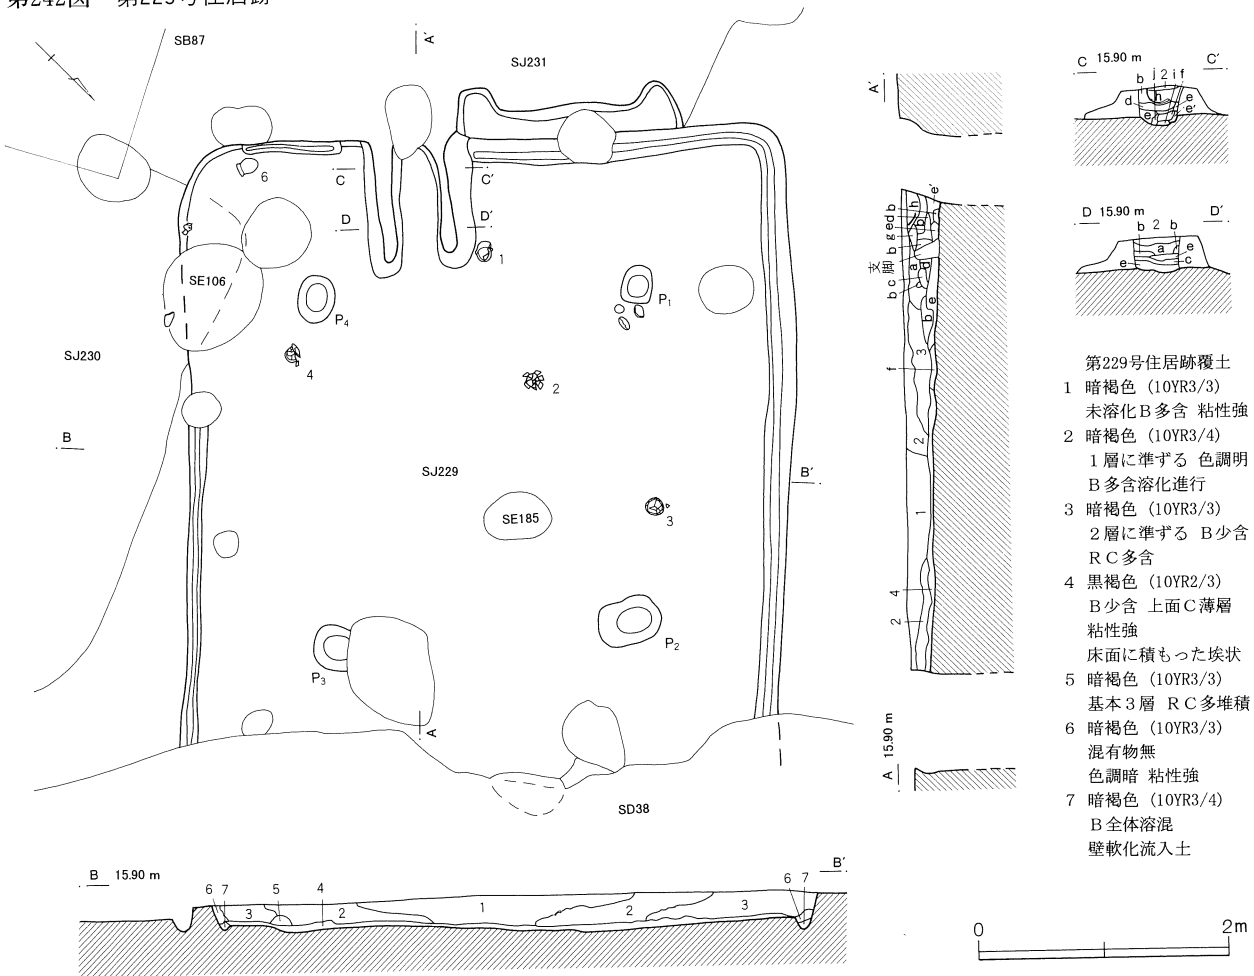 第242図 第229号住居跡
SB87
A'
SJ231
6
C
C'
D
D'
1
SE106
P4
P1
SJ230
4
2
B
SJ229
B'
SE185
3
P2
P3
A
SD38
B 15.90 m
B'
6 7 5 4 6 7
3 2 1 2 3
A'
b e d g b 支脚 b c
e'
h
b
a
d
e
b
3
f
2
1
4
2
A 15.90 m
C 15.90 m C'
b j 2 i f
d h e
e e'
D 15.90 m D'
b 2 b
a e
e c
第229号住居跡覆土
1 暗褐色 (10YR3/3)
未溶化B多含 粘性強
2 暗褐色 (10YR3/4)
1層に準ずる 色調明
B多含溶化進行
3 暗褐色 (10YR3/3)
2層に準ずる B少含
RC多含
4 黒褐色 (10YR2/3)
B少含 上面C薄層
粘性強
床面に積もった埃状
5 暗褐色 (10YR3/3)
基本3層 RC多堆積
6 暗褐色 (10YR3/3)
混有物無
色調暗 粘性強
7 暗褐色 (10YR3/4)
B全体溶混
壁軟化流入土
0 2m